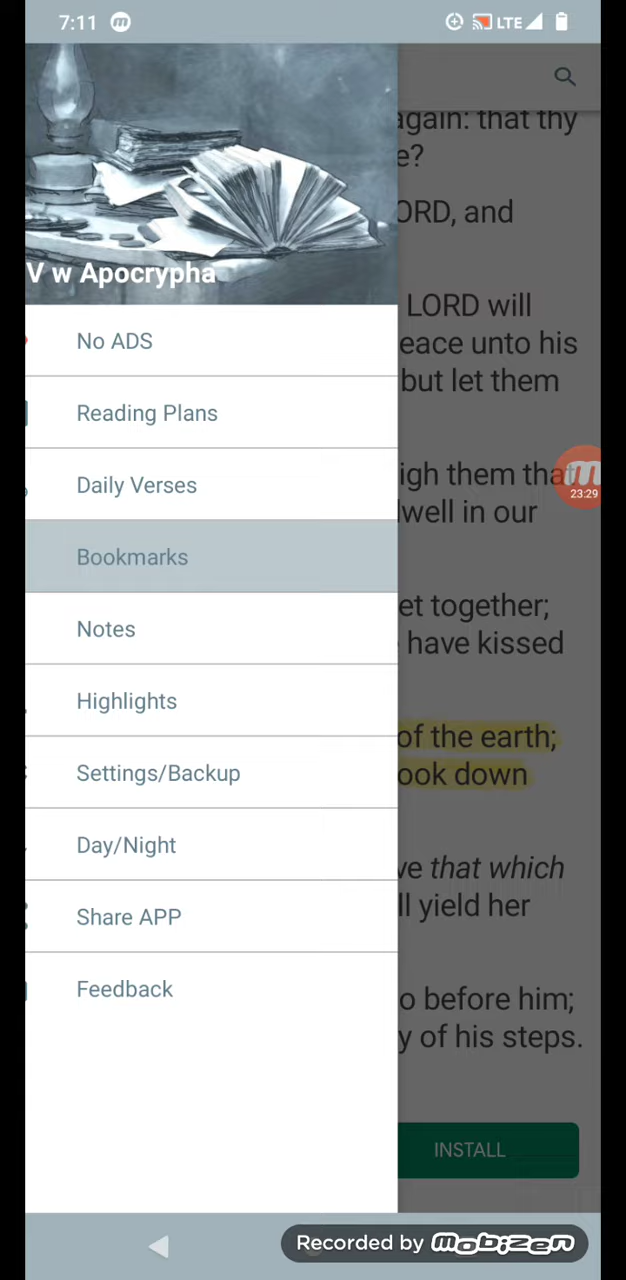 7:11
LTE
again: that thy
e?
ORD, and
V w Apocrypha
LORD will
No ADS
eace unto his
but let them
Reading Plans
igh them that
Daily Verses
23:29
dwell in our
Bookmarks
et together;
Notes
have kissed
Highlights
of the earth;
Settings/Backup
ook down
Day/Night
ve that which
Share APP
ll yield her
Feedback
o before him;
y of his steps.
INSTALL
Recorded by mobizen